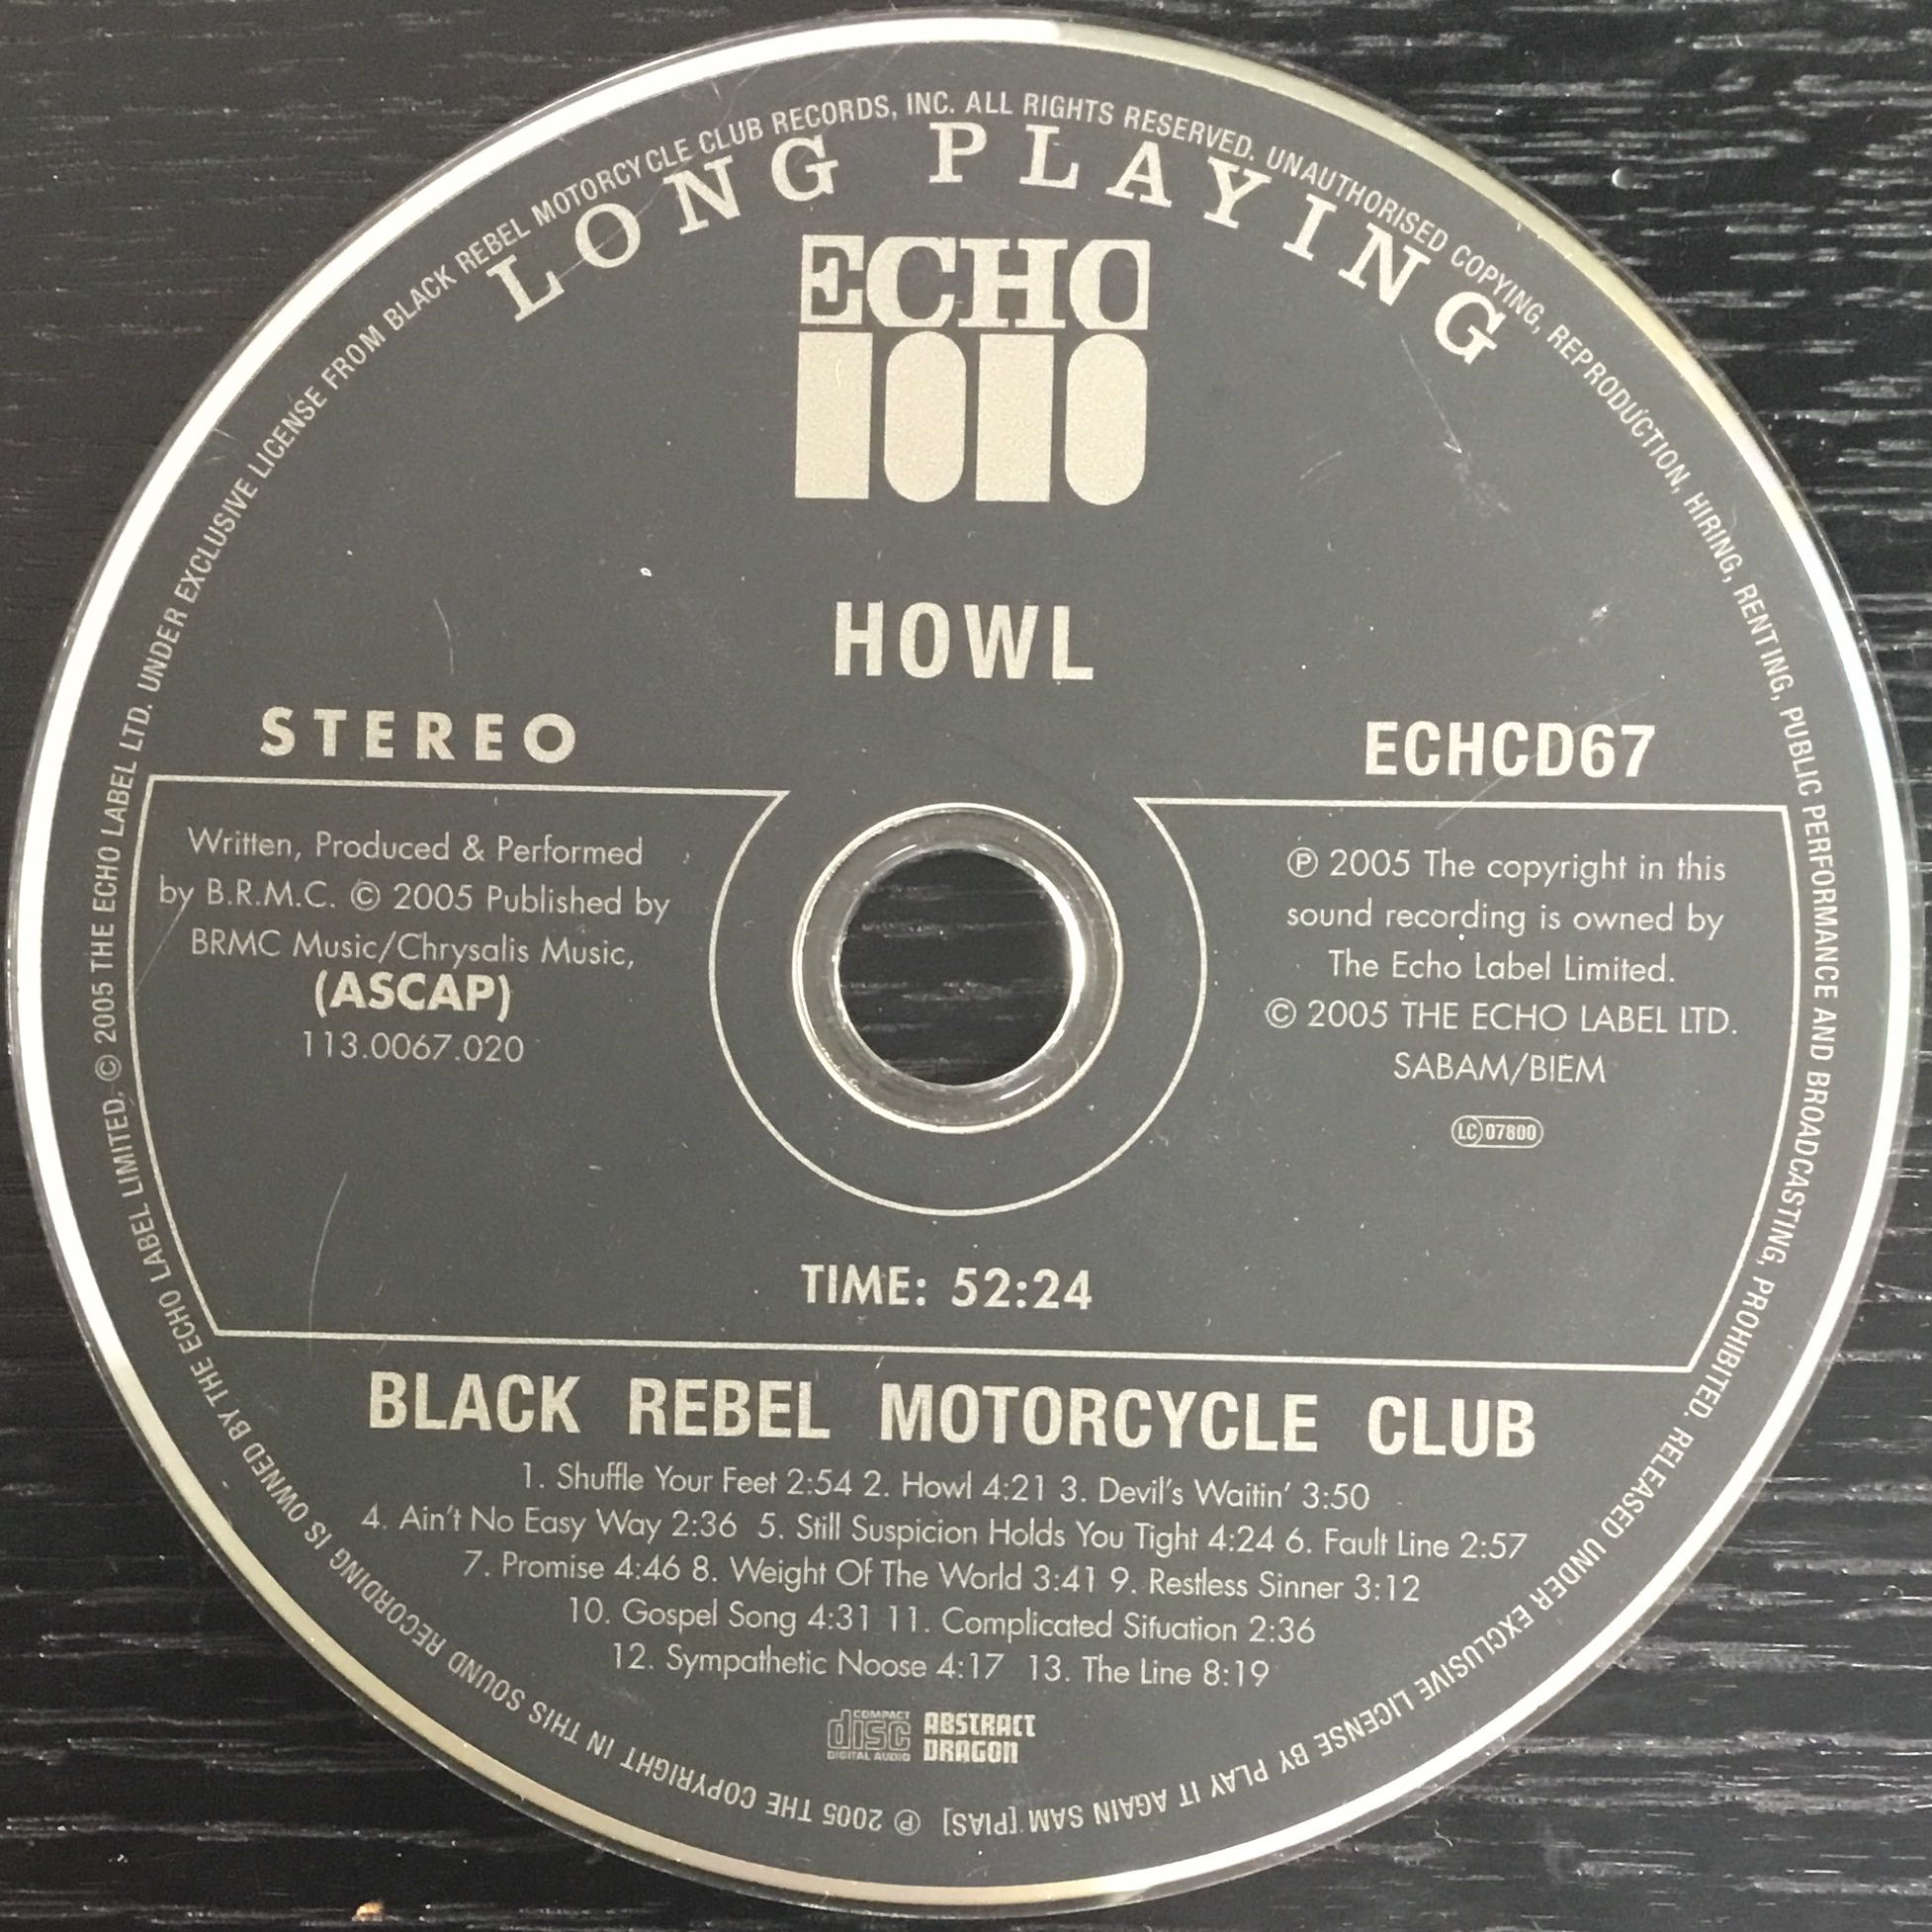 LONG PLAYING
ECHO
HOWL
STEREO
ECHCD67
Written, Produced & Performed
by B.R.M.C. © 2005 Published by
BRMC Music/Chrysalis Music,
(ASCAP)
113.0067.020
℗ 2005 The copyright in this
sound recording is owned by
The Echo Label Limited.
© 2005 THE ECHO LABEL LTD.
SABAM/BIEM
LC 07800
TIME: 52:24
BLACK REBEL MOTORCYCLE CLUB
1. Shuffle Your Feet 2:54 2. Howl 4:21 3. Devil's Waitin' 3:50
4. Ain't No Easy Way 2:36 5. Still Suspicion Holds You Tight 4:24 6. Fault Line 2:57
7. Promise 4:46 8. Weight Of The World 3:41 9. Restless Sinner 3:12
10. Gospel Song 4:31 11. Complicated Sifuation 2:36
12. Sympathetic Noose 4:17 13. The Line 8:19
COMPACT
disc
DIGITAL AUDIO
ABSTRACT
DRAGON
℗ 2005 THE COPYRIGHT IN THIS SOUND RECORDING IS OWNED BY THE ECHO LABEL LIMITED. © 2005 THE ECHO LABEL LTD. UNDER EXCLUSIVE LICENSE FROM BLACK REBEL MOTORCYCLE CLUB RECORDS, INC. ALL RIGHTS RESERVED. UNAUTHORISED COPYING, REPRODUCTION, HIRING, RENTING, PUBLIC PERFORMANCE AND BROADCASTING, PROHIBITED. RELEASED UNDER EXCLUSIVE LICENSE BY PLAY IT AGAIN SAM [PIAS]